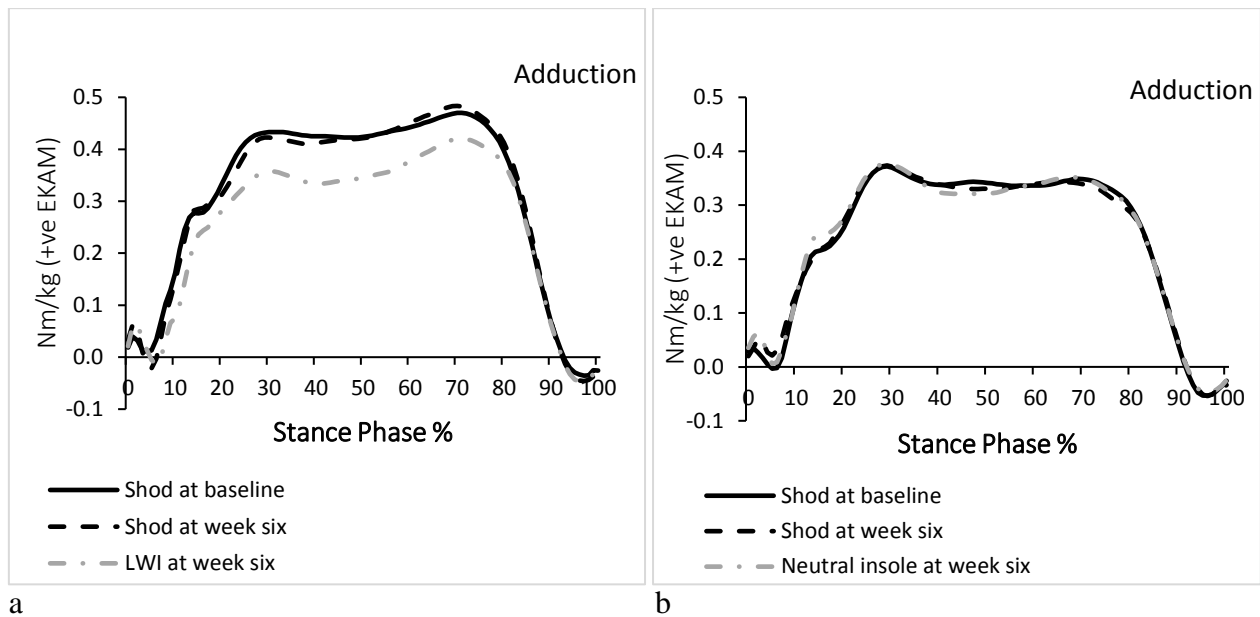 Adduction
Nm/kg (+ve EKAM)
0.5
0.4
0.3
0.2
0.1
0.0
-0.1
0 10 20 30 40 50 60 70 80 90 100
Stance Phase %
Shod at baseline
Shod at week six
LWI at week six
a
Adduction
Nm/kg (+ve EKAM)
0.5
0.4
0.3
0.2
0.1
0.0
-0.1
0 10 20 30 40 50 60 70 80 90 100
Stance Phase %
Shod at baseline
Shod at week six
Neutral insole at week six
b